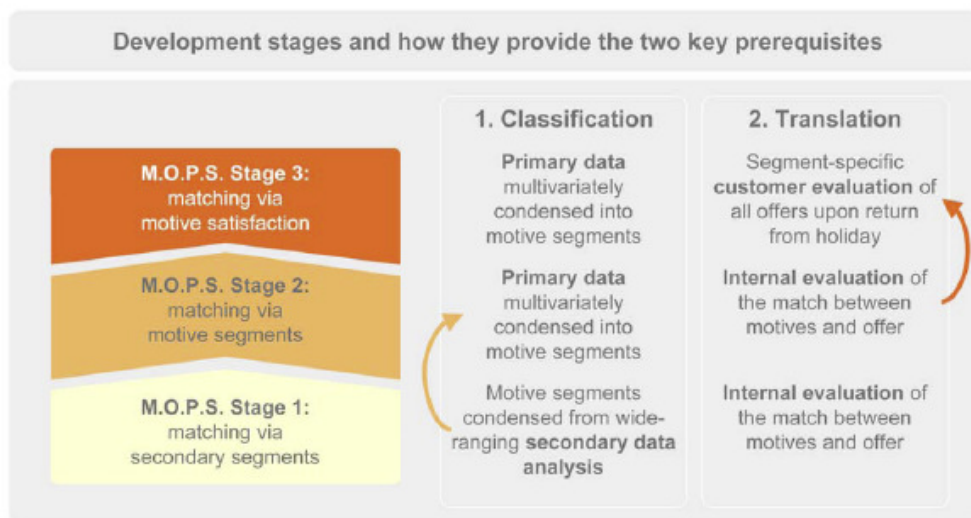 Development stages and how they provide the two key prerequisites
1. Classification
2. Translation
M.O.P.S. Stage 3:
matching via
motive satisfaction
Primary data
multivariately
condensed into
motive segments
Segment-specific
customer evaluation of
all offers upon return
from holiday
M.O.P.S. Stage 2:
matching via
motive segments
Primary data
multivariately
condensed into
motive segments
Internal evaluation of
the match between
motives and offer
M.O.P.S. Stage 1:
matching via
secondary segments
Motive segments
condensed from wide-
ranging secondary data
analysis
Internal evaluation of
the match between
motives and offer